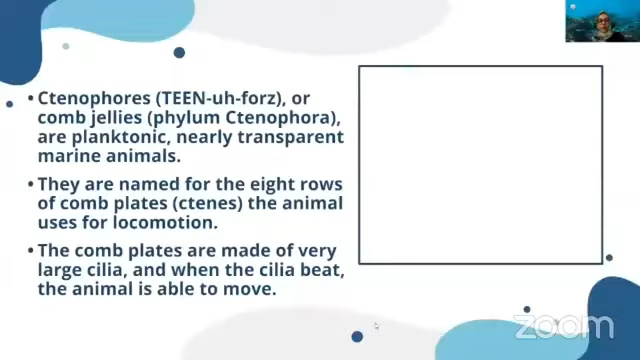 • Ctenophores (TEEN-uh-forz), or
comb jellies (phylum Ctenophora),
are planktonic, nearly transparent
marine animals.
• They are named for the eight rows
of comb plates (ctenes) the animal
uses for locomotion.
• The comb plates are made of very
large cilia, and when the cilia beat,
the animal is able to move.
zoom